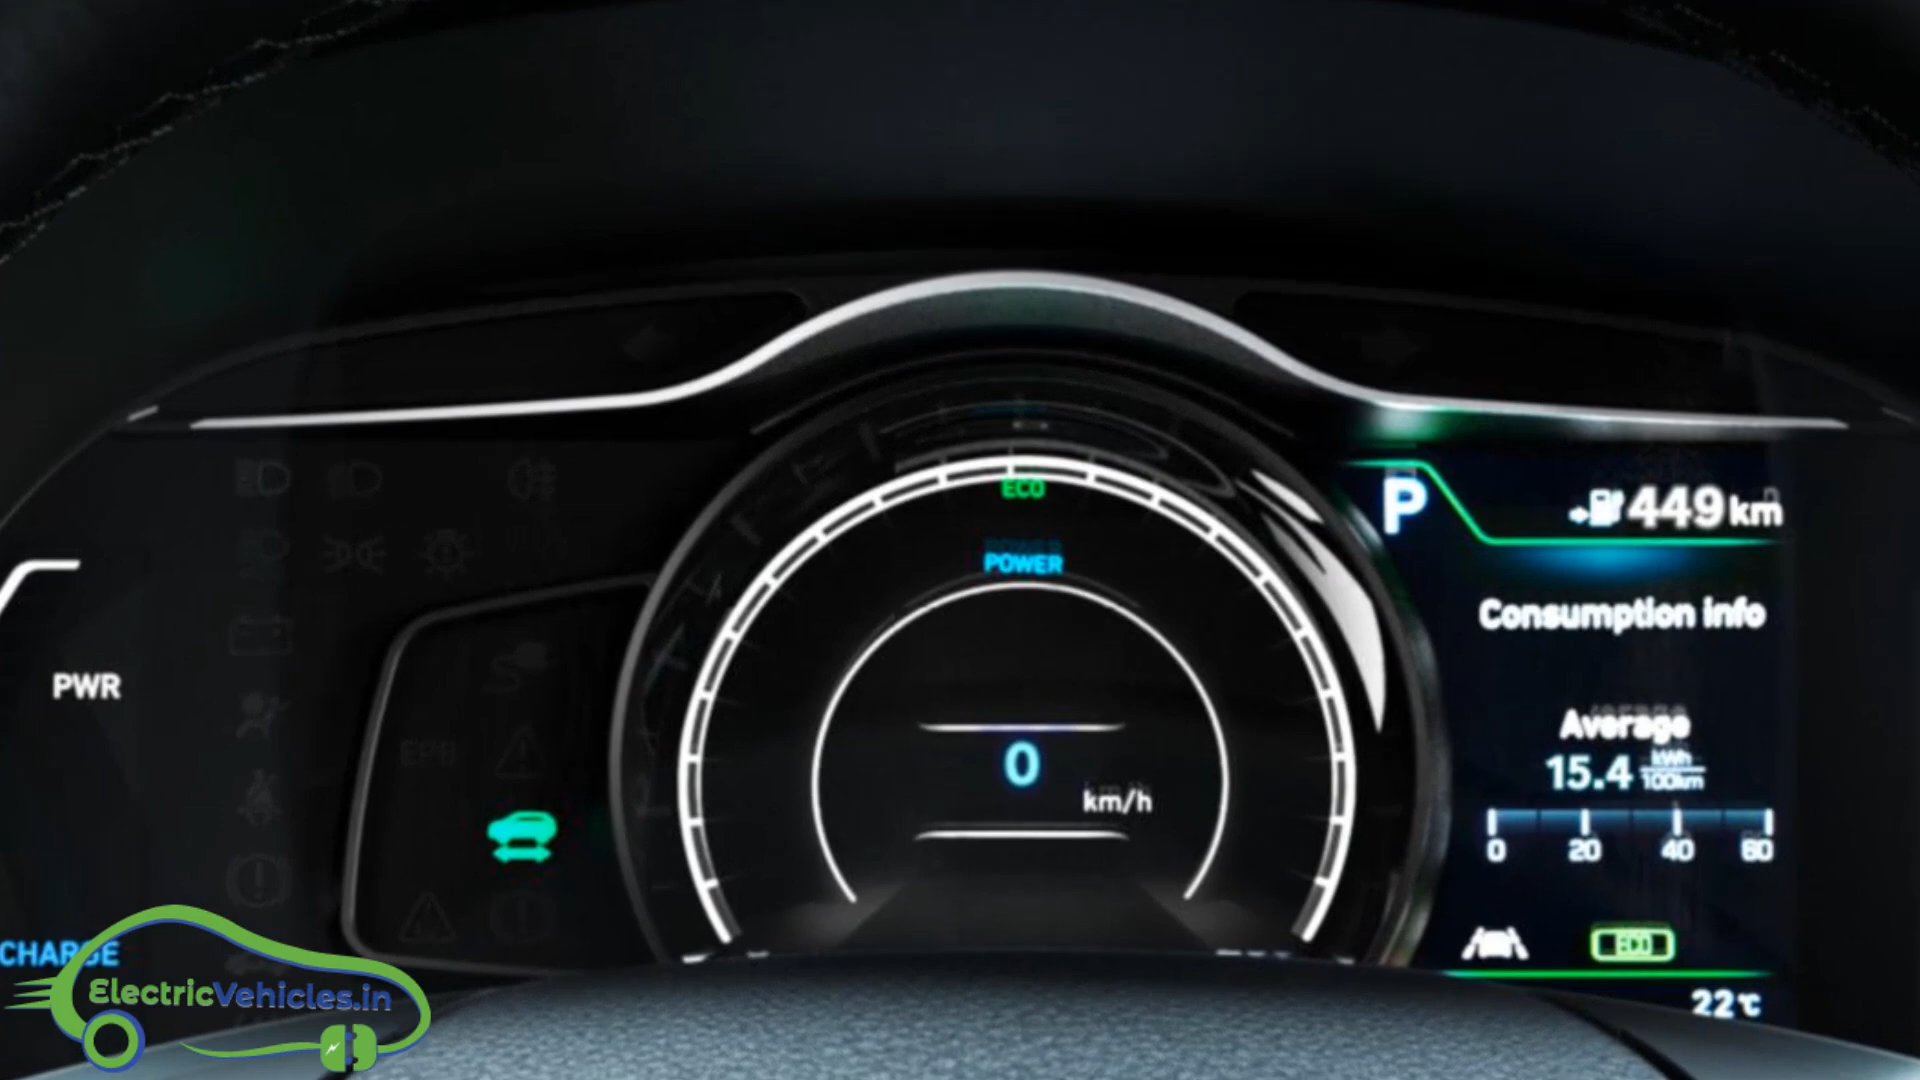 ECO
POWER
0
km/h
PWR
CHARGE
P
449 km
Consumption info
Average
15.4 kWh
100km
0 20 40 60
ECO
22℃
ElectricVehicles.in